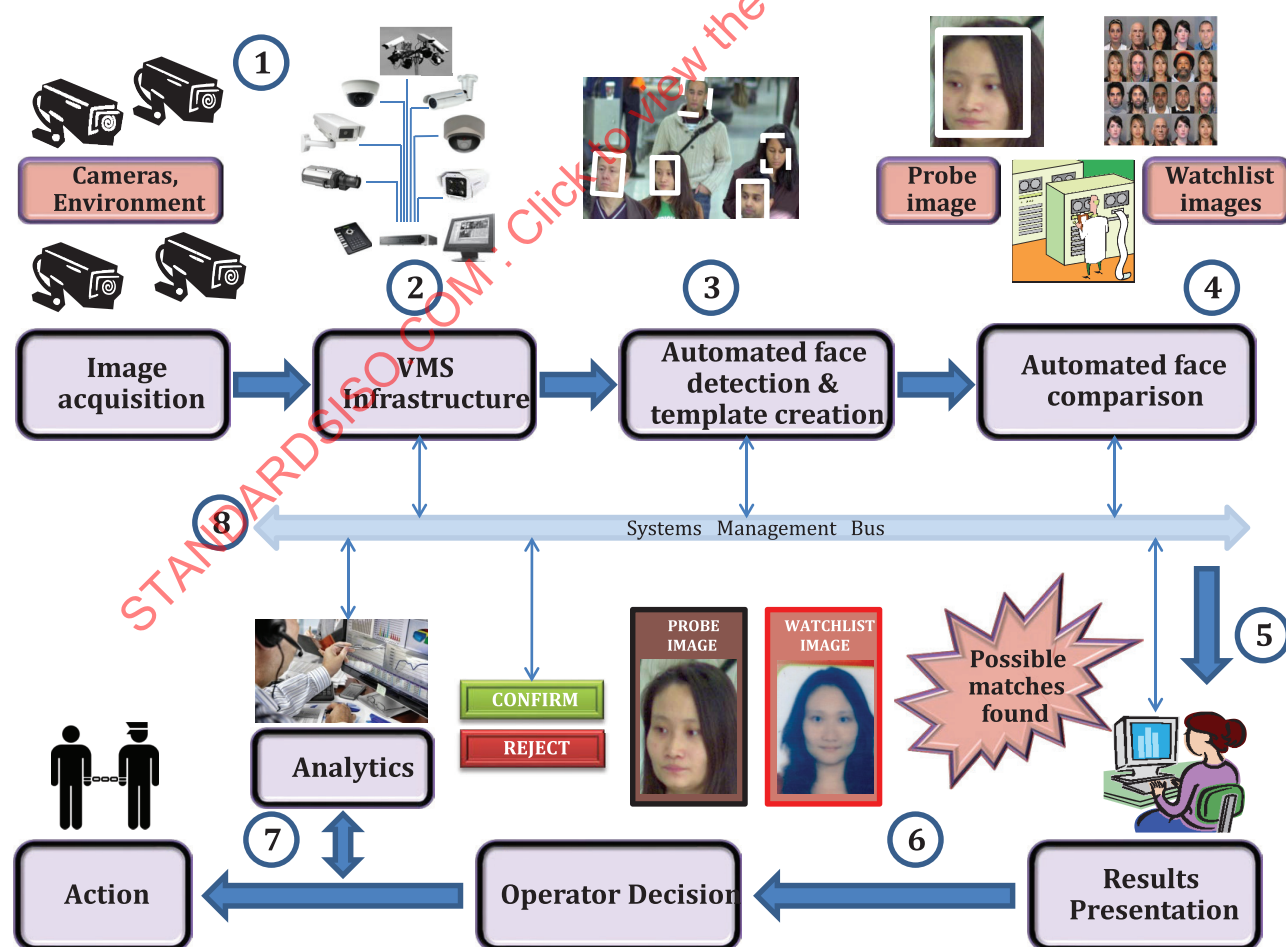 1
Cameras,
Environment
2
3
Probe
image
Watchlist
images
4
Image
acquisition
VMS
Infrastructure
Automated face
detection &
template creation
Automated face
comparison
8
Systems Management Bus
STANDARDSISO.COM : Click to view the
5
Possible
matches
found
PROBE
IMAGE
WATCHLIST
IMAGE
CONFIRM
REJECT
Analytics
7
6
Action
Operator Decision
Results
Presentation